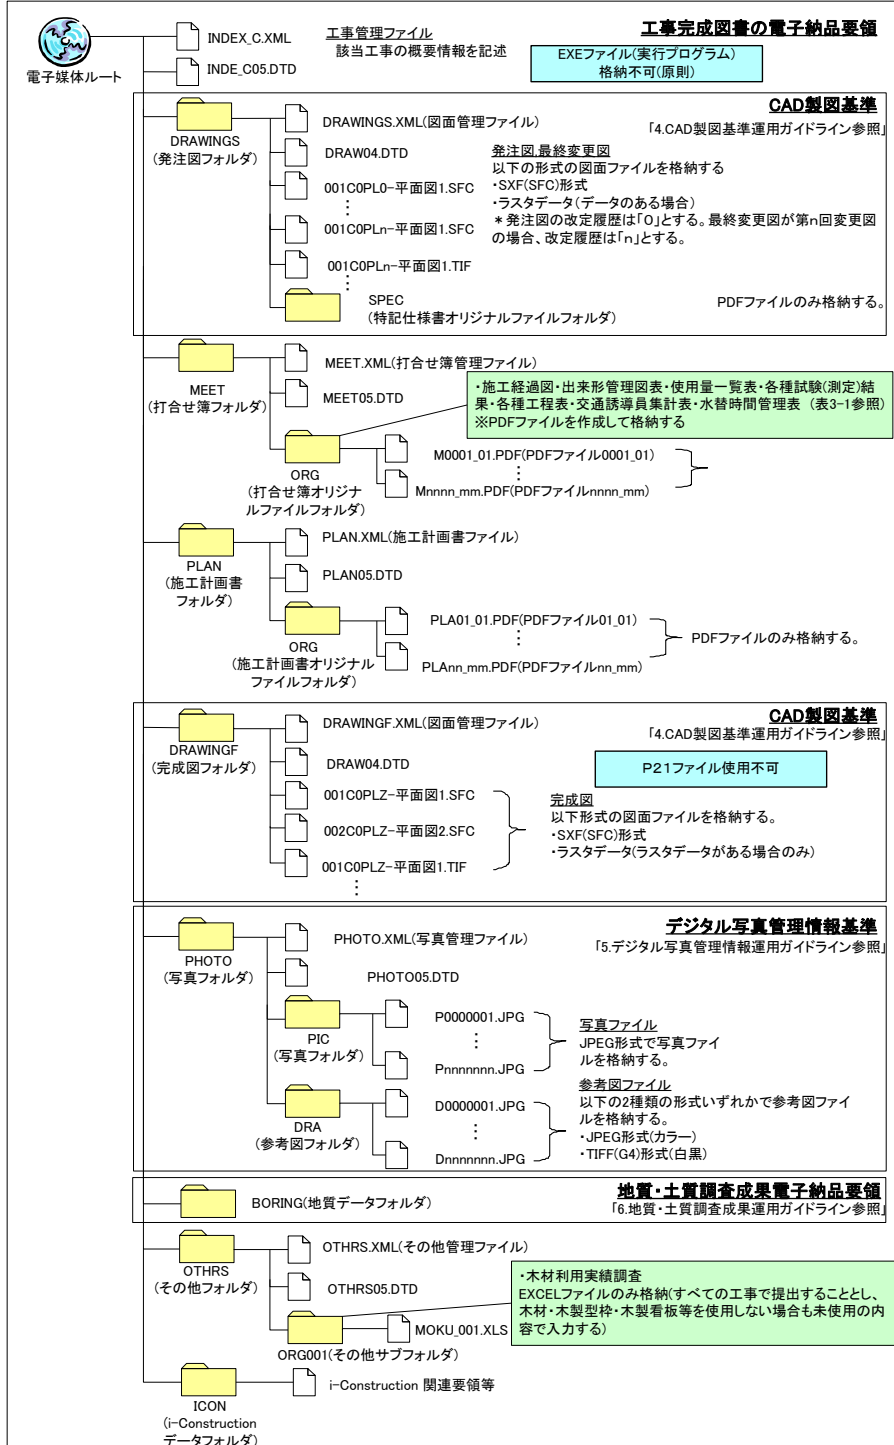 工事完成図書の電子納品要領
INDEX_C.XML
工事管理ファイル
該当工事の概要情報を記述
EXEファイル(実行プログラム)
格納不可(原則)
電子媒体ルート
INDE_C05.DTD
CAD製図基準
「4.CAD製図基準運用ガイドライン参照」
DRAWINGS
(発注図フォルダ)
DRAWINGS.XML(図面管理ファイル)
DRAW04.DTD
001C0PL0-平面図1.SFC
⋮
001C0PLn-平面図1.SFC
001C0PLn-平面図1.TIF
⋮
発注図,最終変更図
以下の形式の図面ファイルを格納する
・SXF(SFC)形式
・ラスタデータ(データのある場合)
*発注図の改定履歴は「0」とする。最終変更図が第n回変更図
の場合、改定履歴は「n」とする。
SPEC
(特記仕様書オリジナルファイルフォルダ)
PDFファイルのみ格納する。
MEET
(打合せ簿フォルダ)
MEET.XML(打合せ簿管理ファイル)
MEET05.DTD
・施工経過図・出来形管理図表・使用量一覧表・各種試験(測定)結
果・各種工程表・交通誘導員集計表・水替時間管理表 (表3-1参照)
※PDFファイルを作成して格納する
ORG
(打合せ簿オリジナ
ルファイルフォルダ)
M0001_01.PDF(PDFファイル0001_01)
⋮
Mnnnn_mm.PDF(PDFファイルnnnn_mm)
PLAN
(施工計画書
フォルダ)
PLAN.XML(施工計画書ファイル)
PLAN05.DTD
ORG
(施工計画書オリジナル
ファイルフォルダ)
PLA01_01.PDF(PDFファイル01_01)
⋮
PLAnn_mm.PDF(PDFファイルnn_mm)
PDFファイルのみ格納する。
CAD製図基準
「4.CAD製図基準運用ガイドライン参照」
DRAWINGF
(完成図フォルダ)
DRAWINGF.XML(図面管理ファイル)
DRAW04.DTD
P21ファイル使用不可
001C0PLZ-平面図1.SFC
002C0PLZ-平面図2.SFC
001C0PLZ-平面図1.TIF
⋮
完成図
以下形式の図面ファイルを格納する。
・SXF(SFC)形式
・ラスタデータ(ラスタデータがある場合のみ)
デジタル写真管理情報基準
「5.デジタル写真管理情報運用ガイドライン参照」
PHOTO
(写真フォルダ)
PHOTO.XML(写真管理ファイル)
PHOTO05.DTD
PIC
(写真フォルダ)
P0000001.JPG
⋮
Pnnnnnnn.JPG
写真ファイル
JPEG形式で写真ファイ
ルを格納する。
DRA
(参考図フォルダ)
D0000001.JPG
⋮
Dnnnnnnn.JPG
参考図ファイル
以下の2種類の形式いずれかで参考図ファイ
ルを格納する。
・JPEG形式(カラー)
・TIFF(G4)形式(白黒)
地質・土質調査成果電子納品要領
「6.地質・土質調査成果運用ガイドライン参照」
BORING(地質データフォルダ)
OTHRS
(その他フォルダ)
OTHRS.XML(その他管理ファイル)
OTHRS05.DTD
・木材利用実績調査
EXCELファイルのみ格納(すべての工事で提出することとし、
木材・木製型枠・木製看板等を使用しない場合も未使用の内
容で入力する)
MOKU_001.XLS
ORG001(その他サブフォルダ)
ICON
(i-Construction
データフォルダ)
i-Construction 関連要領等